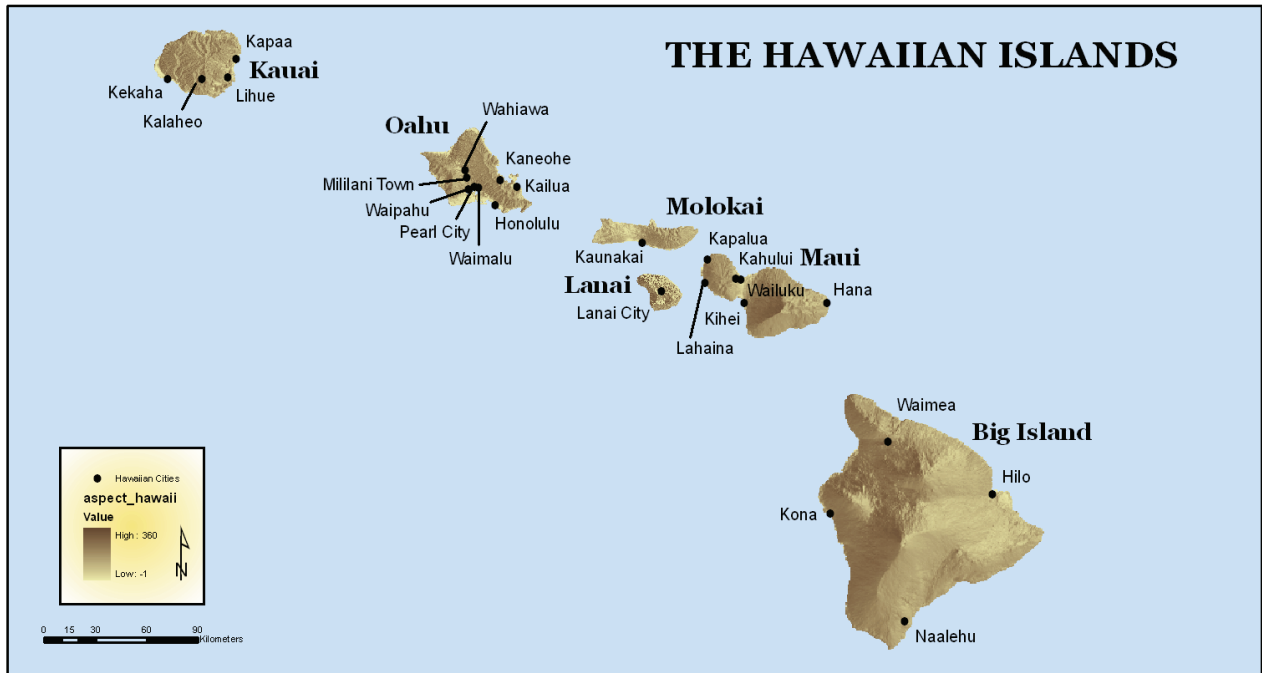 THE HAWAIIAN ISLANDS
Kapaa
Kauai
Kekaha
Lihue
Kalaheo
Wahiawa
Oahu
Kaneohe
Mililani Town
Kailua
Waipahu
Honolulu
Pearl City
Waimalu
Molokai
Kapalua
Kaunakai
Kahului
Maui
Lanai
Wailuku
Hana
Lanai City
Kihei
Lahaina
Waimea
Big Island
Hilo
Kona
Naalehu
Hawaiian Cities
aspect_hawaii
Value
High : 360
Low : -1
N
0 15 30 60 90
Kilometers